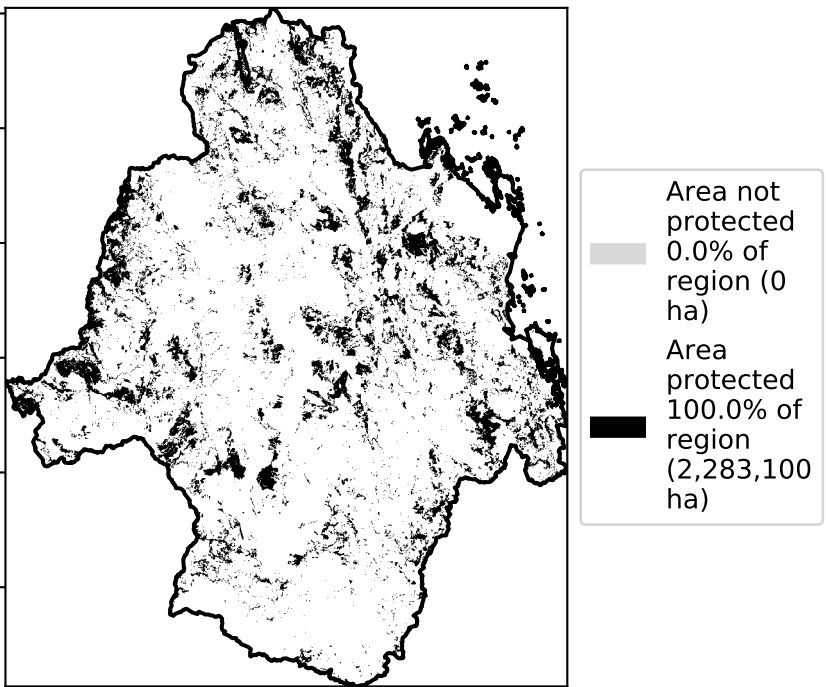 Area not
protected
0.0% of
region (0
ha)
Area
protected
100.0% of
region
(2,283,100
ha)